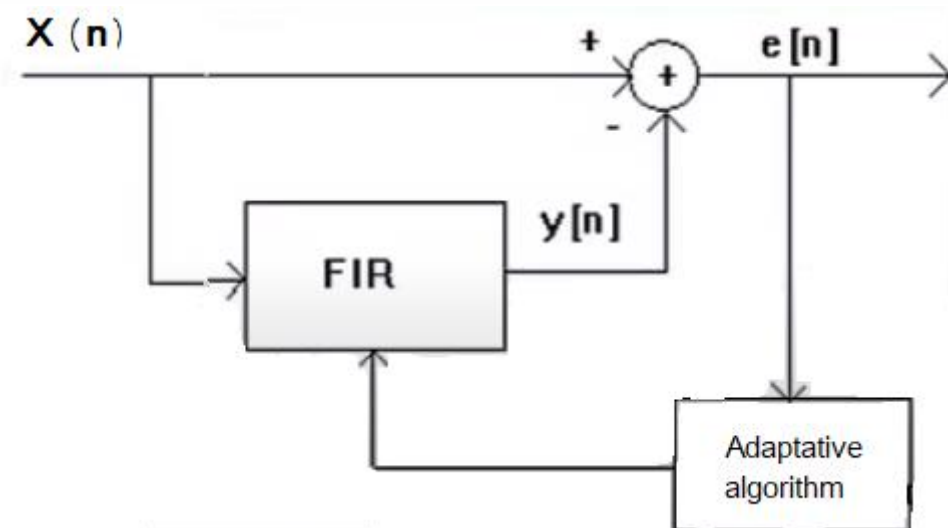 X (n)
+
e[n]
+
-
y[n]
FIR
Adaptative
algorithm